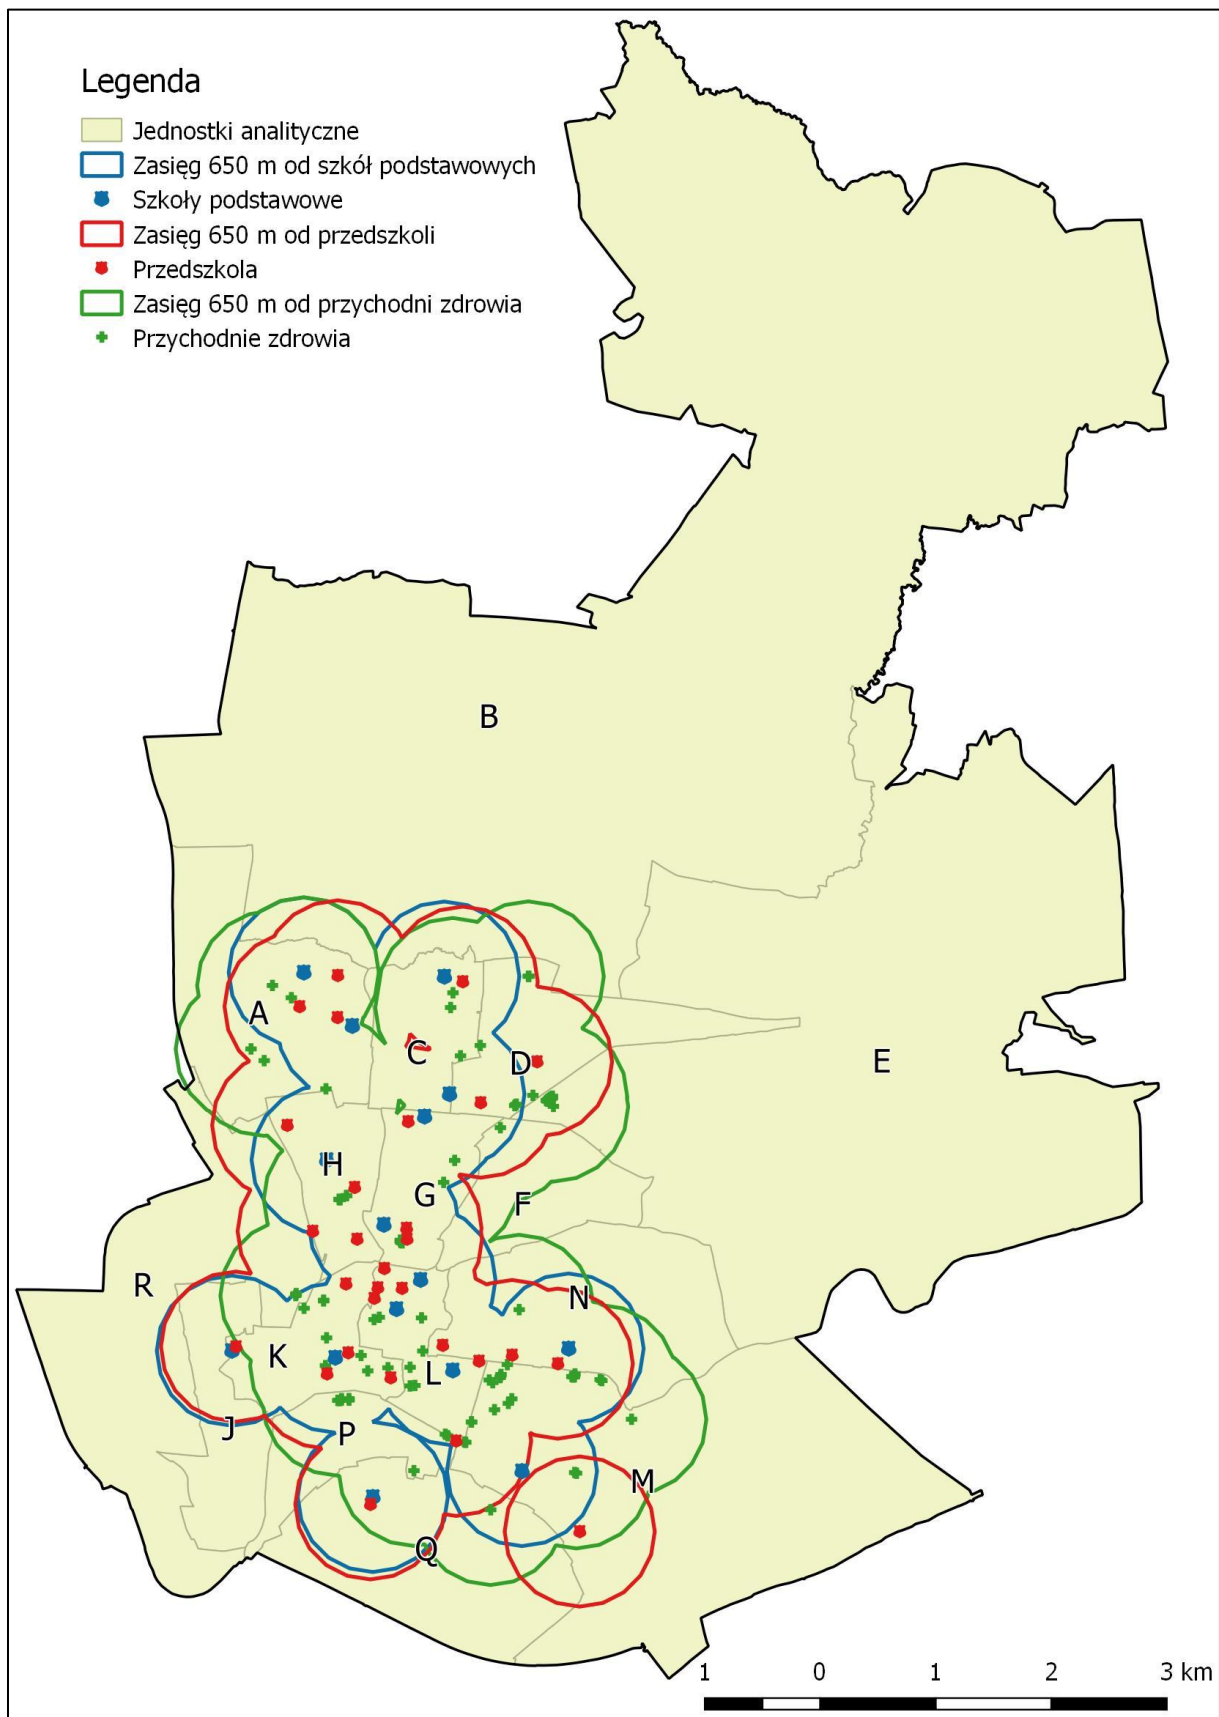 Legenda
Jednostki analityczne
Zasięg 650 m od szkół podstawowych
Szkoły podstawowe
Zasięg 650 m od przedszkoli
Przedszkola
Zasięg 650 m od przychodni zdrowia
Przychodnie zdrowia
B
A
C
D
E
H
G
F
R
N
K
L
J
P
M
Q
1 0 1 2 3 km